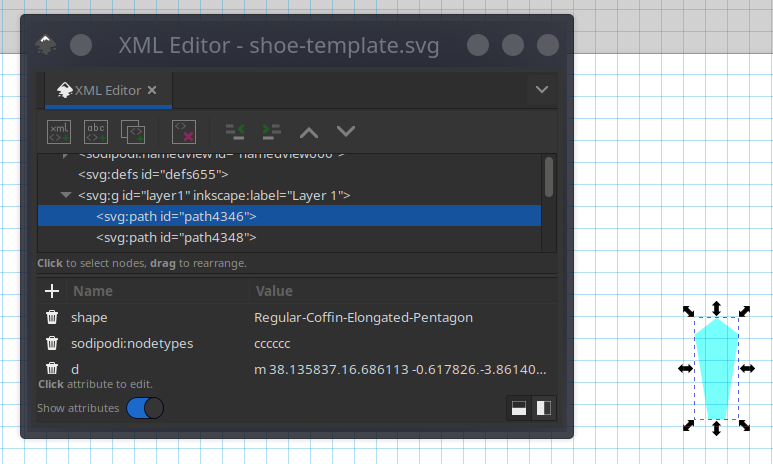 XML Editor - shoe-template.svg
XML Editor
xml
abc
<sodipodi:namedview id="namedview660">
<svg:defs id="defs655">
<svg:g id="layer1" inkscape:label="Layer 1">
<svg:path id="path4346">
<svg:path id="path4348">
Click to select nodes, drag to rearrange.
Name Value
shape Regular-Coffin-Elongated-Pentagon
sodipodi:nodetypes cccccc
d m 38.135837,16.686113 -0.617826,-3.86140...
Click attribute to edit.
Show attributes